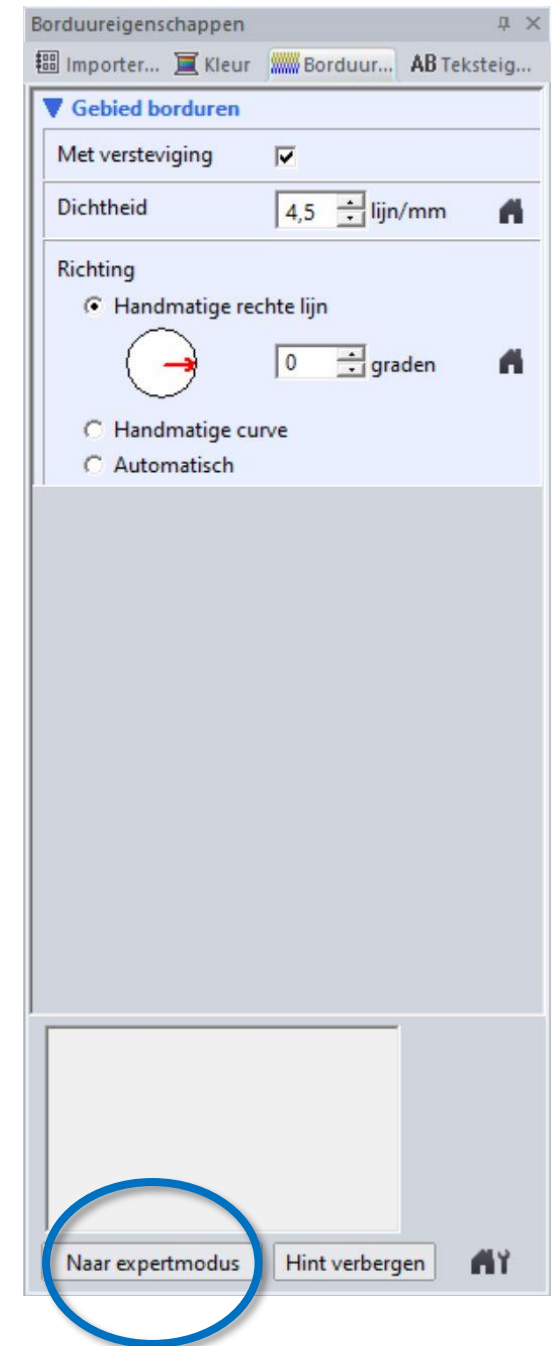 Borduureigenschappen
Importer... Kleur Borduur... AB Teksteig...
Gebied borduren
Met versteviging
Dichtheid 4,5 lijn/mm
Richting
Handmatige rechte lijn
0 graden
Handmatige curve
Automatisch
Naar expertmodus Hint verbergen